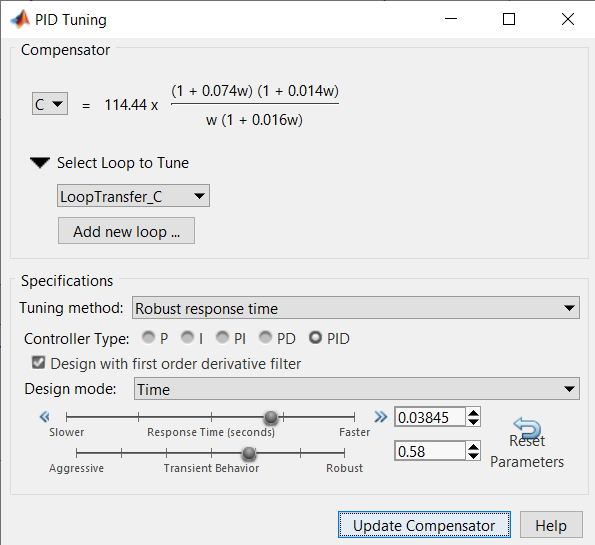 PID Tuning
Compensator
C = 114.44 x (1 + 0.074w) (1 + 0.014w)
w (1 + 0.016w)
Select Loop to Tune
LoopTransfer_C
Add new loop ...
Specifications
Tuning method: Robust response time
Controller Type: P I PI PD PID
Design with first order derivative filter
Design mode: Time
0.03845
Slower Response Time (seconds) Faster
0.58
Aggressive Transient Behavior Robust
Reset
Parameters
Update Compensator Help